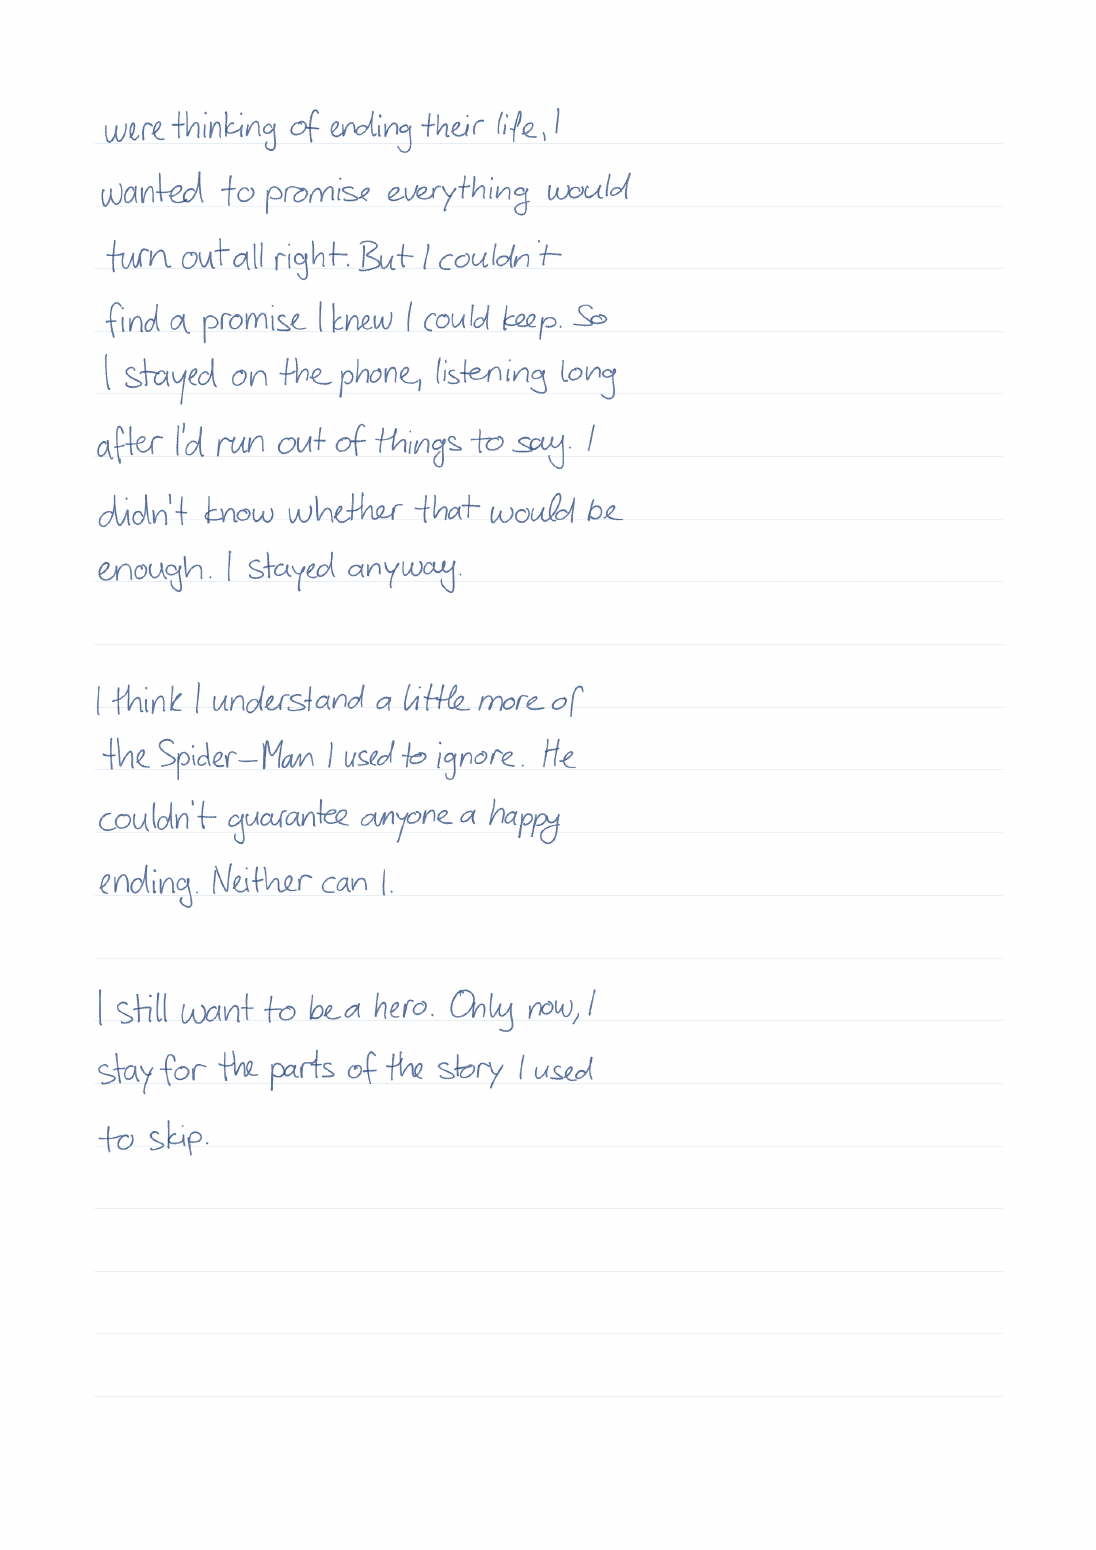 were thinking of ending their life, I
wanted to promise everything would
turn out all right. But I couldn't
find a promise I knew I could keep. So
I stayed on the phone, listening long
after I'd run out of things to say. I
didn't know whether that would be
enough. I stayed anyway.
I think I understand a little more of
the Spider-Man I used to ignore. He
couldn't guarantee anyone a happy
ending. Neither can I.
I still want to be a hero. Only now, I
stay for the parts of the story I used
to skip.